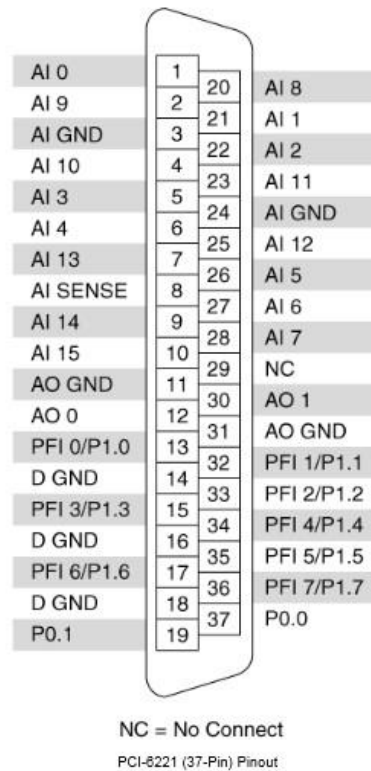 AI 0 1
20 AI 8
AI 9 2
21 AI 1
AI GND 3
22 AI 2
AI 10 4
23 AI 11
AI 3 5
24 AI GND
AI 4 6
25 AI 12
AI 13 7
26 AI 5
AI SENSE 8
27 AI 6
AI 14 9
28 AI 7
AI 15 10
29 NC
AO GND 11
30 AO 1
AO 0 12
31 AO GND
PFI 0/P1.0 13
32 PFI 1/P1.1
D GND 14
33 PFI 2/P1.2
PFI 3/P1.3 15
34 PFI 4/P1.4
D GND 16
35 PFI 5/P1.5
PFI 6/P1.6 17
36 PFI 7/P1.7
D GND 18
37 P0.0
P0.1 19
NC = No Connect
PCI-6221 (37-Pin) Pinout